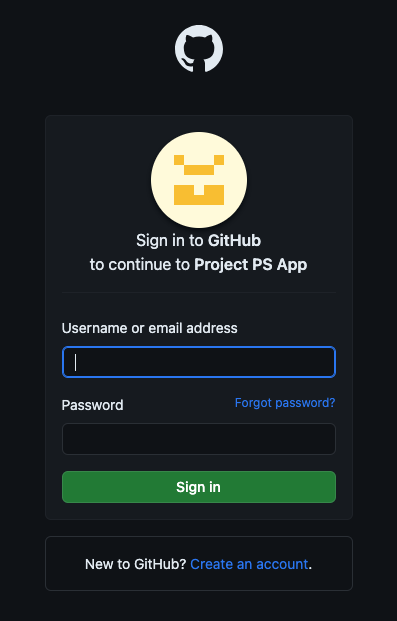 Sign in to GitHub
to continue to Project PS App
Username or email address
Password Forgot password?
Sign in
New to GitHub? Create an account.